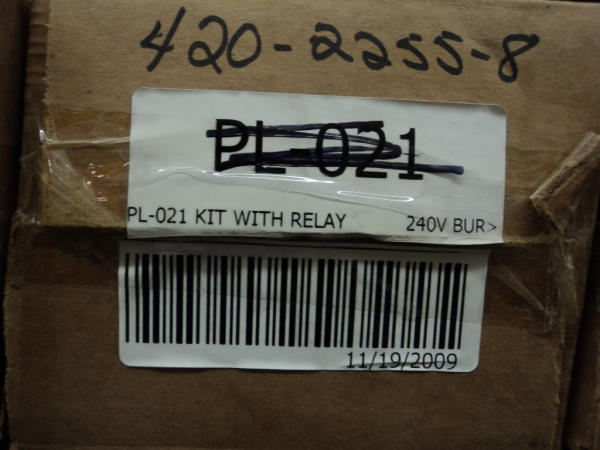 420-2255-8
PL-021
PL-021 KIT WITH RELAY 240V BUR>
11/19/2009